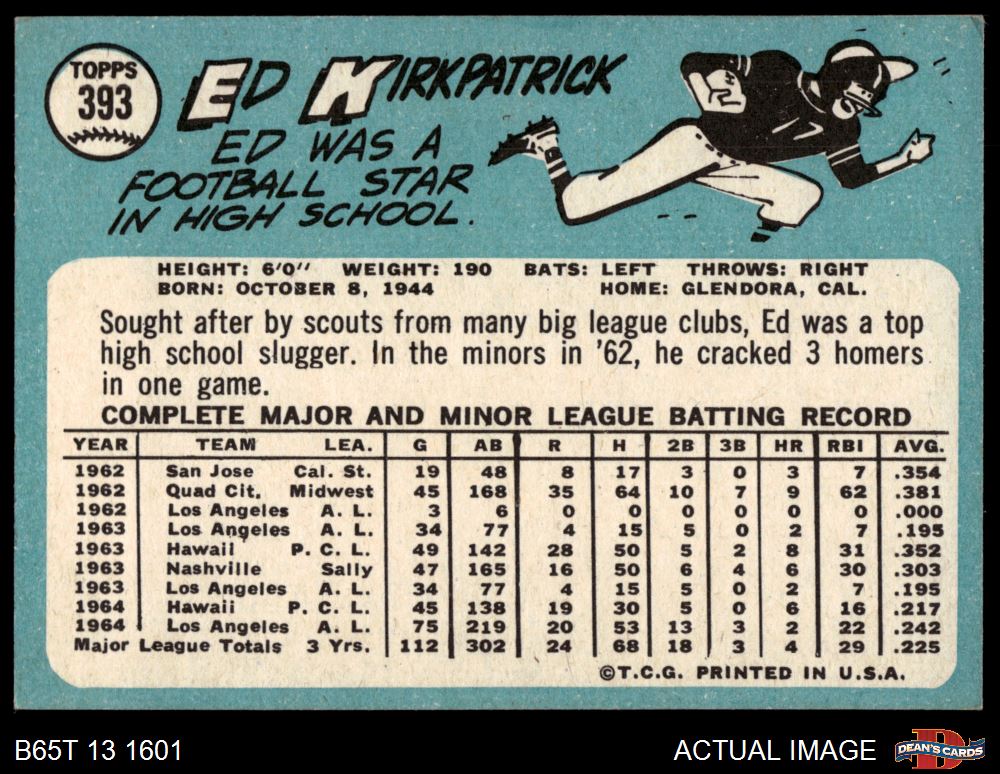 TOPPS
393
ED KIRKPATRICK
ED WAS A
FOOTBALL STAR
IN HIGH SCHOOL.
17
HEIGHT: 6'0" WEIGHT: 190 BATS: LEFT THROWS: RIGHT
BORN: OCTOBER 8, 1944 HOME: GLENDORA, CAL.
Sought after by scouts from many big league clubs, Ed was a top
high school slugger. In the minors in '62, he cracked 3 homers
in one game.
COMPLETE MAJOR AND MINOR LEAGUE BATTING RECORD
YEAR TEAM LEA. G AB R H 2B 3B HR RBI AVG.
1962 San Jose Cal. St. 19 48 8 17 3 0 3 7 .354
1962 Quad Cit. Midwest 45 168 35 64 10 7 9 62 .381
1962 Los Angeles A. L. 3 6 0 0 0 0 0 0 .000
1963 Los Angeles A. L. 34 77 4 15 5 0 2 7 .195
1963 Hawaii P. C. L. 49 142 28 50 5 2 8 31 .352
1963 Nashville Sally 47 165 16 50 6 4 6 30 .303
1963 Los Angeles A. L. 34 77 4 15 5 0 2 7 .195
1964 Hawaii P. C. L. 45 138 19 30 5 0 6 16 .217
1964 Los Angeles A. L. 75 219 20 53 13 3 2 22 .242
Major League Totals 3 Yrs. 112 302 24 68 18 3 4 29 .225
©T.C.G. PRINTED IN U.S.A.
B65T 13 1601
ACTUAL IMAGE
DEAN'S CARDS